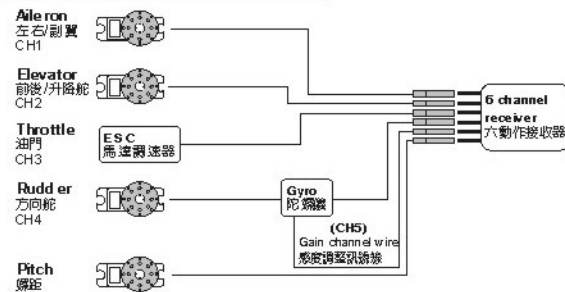 Aileron
左右/副翼
CH1
Elevator
前後/升降舵
CH2
Throttle
油門
CH3
ESC
馬達調速器
Rudder
方向舵
CH4
Gyro
陀螺儀
(CH5)
Gain channel wire
感度調整訊號線
Pitch
螺距
6 channel
receiver
六動作接收器